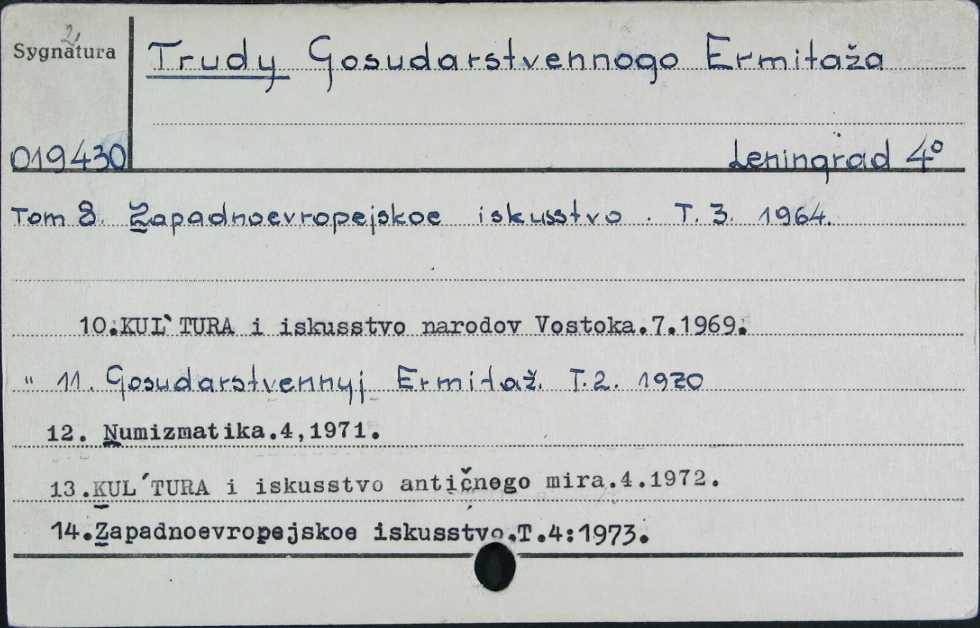 Sygnatura
Trudy Gosudarstvennogo Ermitaža
019430
Leningrad 4°
Tom 8. Zapadnoevropejskoe iskusstvo. T. 3. 1964.
10.KUL`TURA i iskusstvo narodov Vostoka.7.1969.
" 11. Gosudarstvennyj Ermitaž. T.2. 1970
12. Numizmatika.4,1971.
13.KUL´TURA i iskusstvo antičnego mira.4.1972.
14.Zapadnoevropejskoe iskusstvo.T.4:1973.